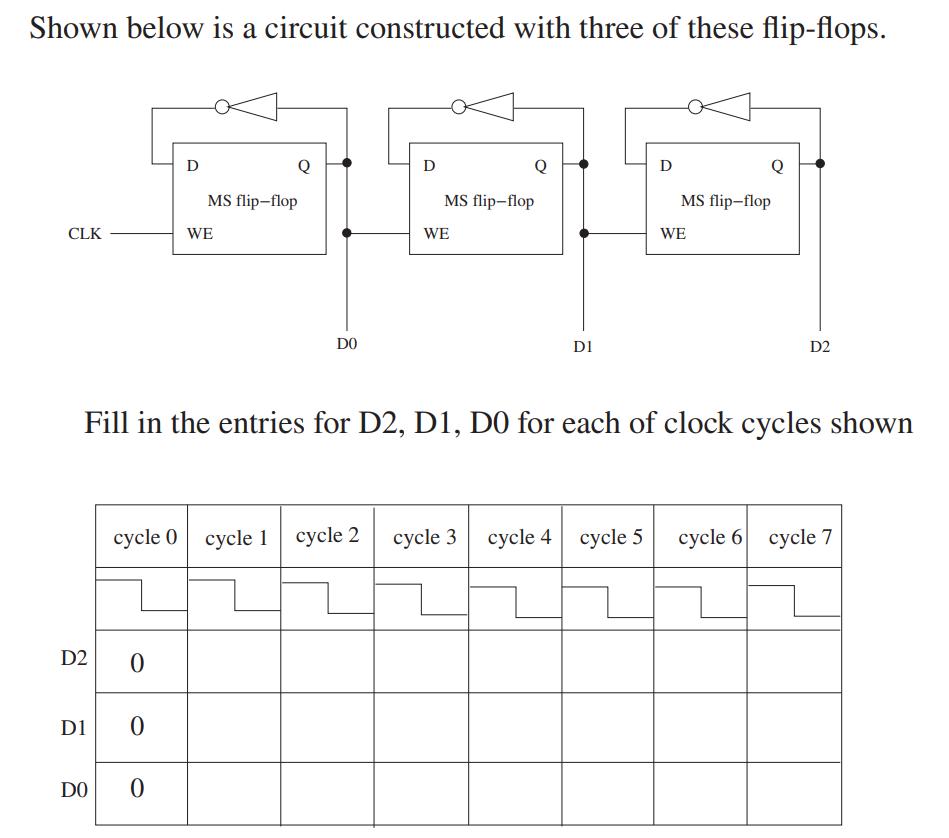 Shown below is a circuit constructed with three of these flip-flops.
D Q D Q D Q
MS flip−flop MS flip−flop MS flip−flop
CLK WE WE WE
D0 D1 D2
Fill in the entries for D2, D1, D0 for each of clock cycles shown
cycle 0 cycle 1 cycle 2 cycle 3 cycle 4 cycle 5 cycle 6 cycle 7
D2 0
D1 0
D0 0